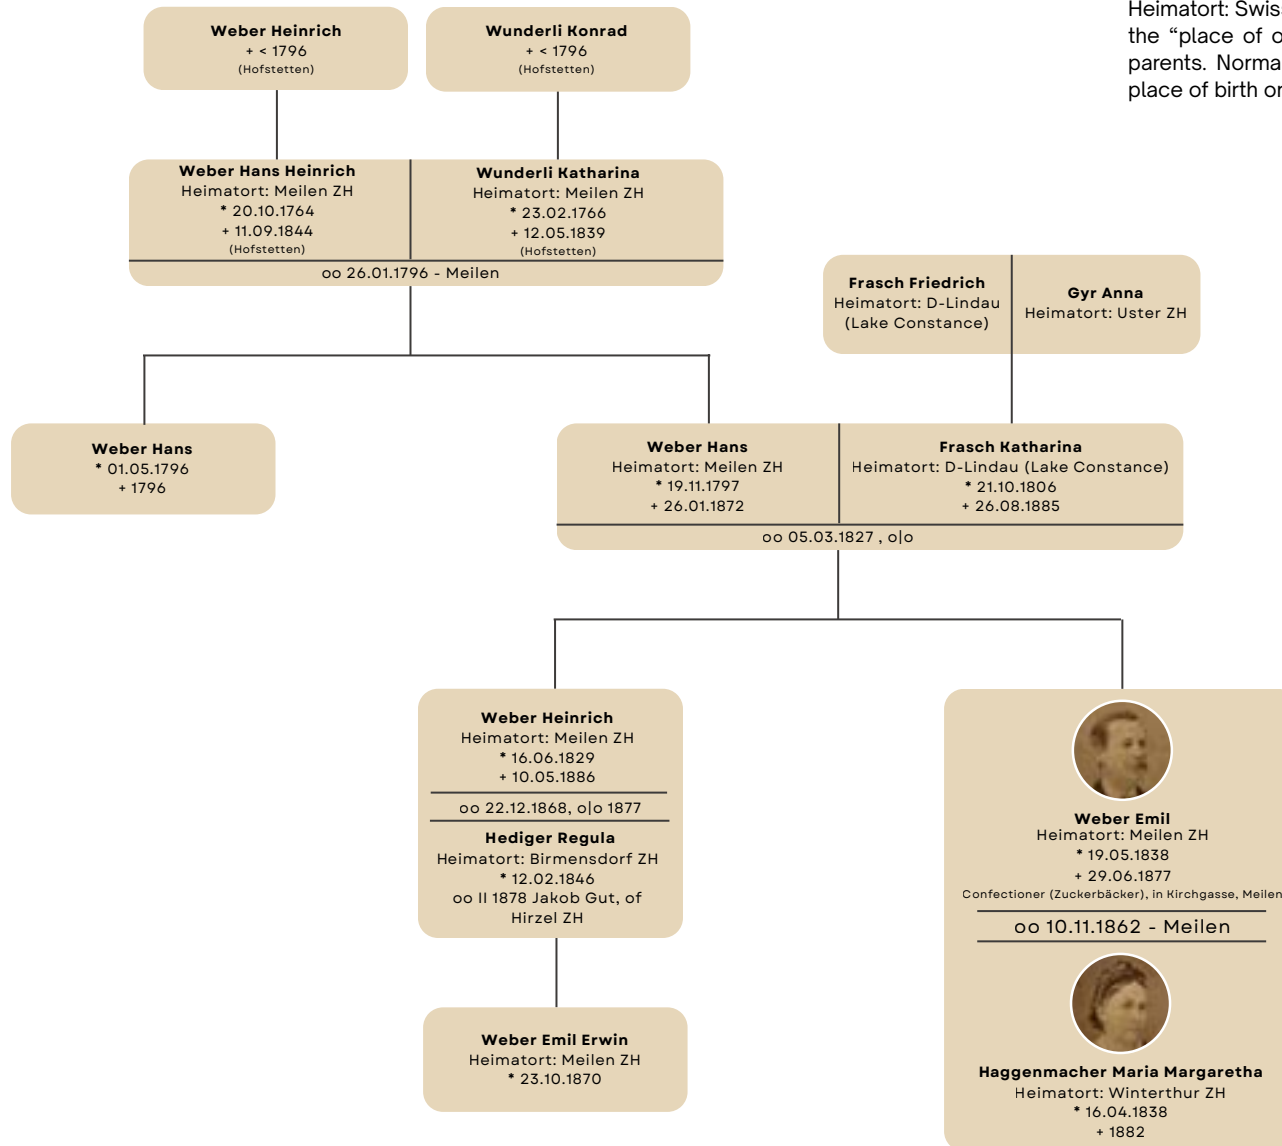 Heimatort: Swis
the “place of o
parents. Norma
place of birth or
Weber Heinrich
+ < 1796
(Hofstetten)
Wunderli Konrad
+ < 1796
(Hofstetten)
Weber Hans Heinrich
Heimatort: Meilen ZH
* 20.10.1764
+ 11.09.1844
(Hofstetten)
Wunderli Katharina
Heimatort: Meilen ZH
* 23.02.1766
+ 12.05.1839
(Hofstetten)
oo 26.01.1796 - Meilen
Frasch Friedrich
Heimatort: D-Lindau
(Lake Constance)
Gyr Anna
Heimatort: Uster ZH
Weber Hans
* 01.05.1796
+ 1796
Weber Hans
Heimatort: Meilen ZH
* 19.11.1797
+ 26.01.1872
Frasch Katharina
Heimatort: D-Lindau (Lake Constance)
* 21.10.1806
+ 26.08.1885
oo 05.03.1827 , o|o
Weber Heinrich
Heimatort: Meilen ZH
* 16.06.1829
+ 10.05.1886
oo 22.12.1868, o|o 1877
Hediger Regula
Heimatort: Birmensdorf ZH
* 12.02.1846
oo II 1878 Jakob Gut, of
Hirzel ZH
Weber Emil Erwin
Heimatort: Meilen ZH
* 23.10.1870
Weber Emil
Heimatort: Meilen ZH
* 19.05.1838
+ 29.06.1877
Confectioner (Zuckerbäcker), in Kirchgasse, Meilen
oo 10.11.1862 - Meilen
Haggenmacher Maria Margaretha
Heimatort: Winterthur ZH
* 16.04.1838
+ 1882